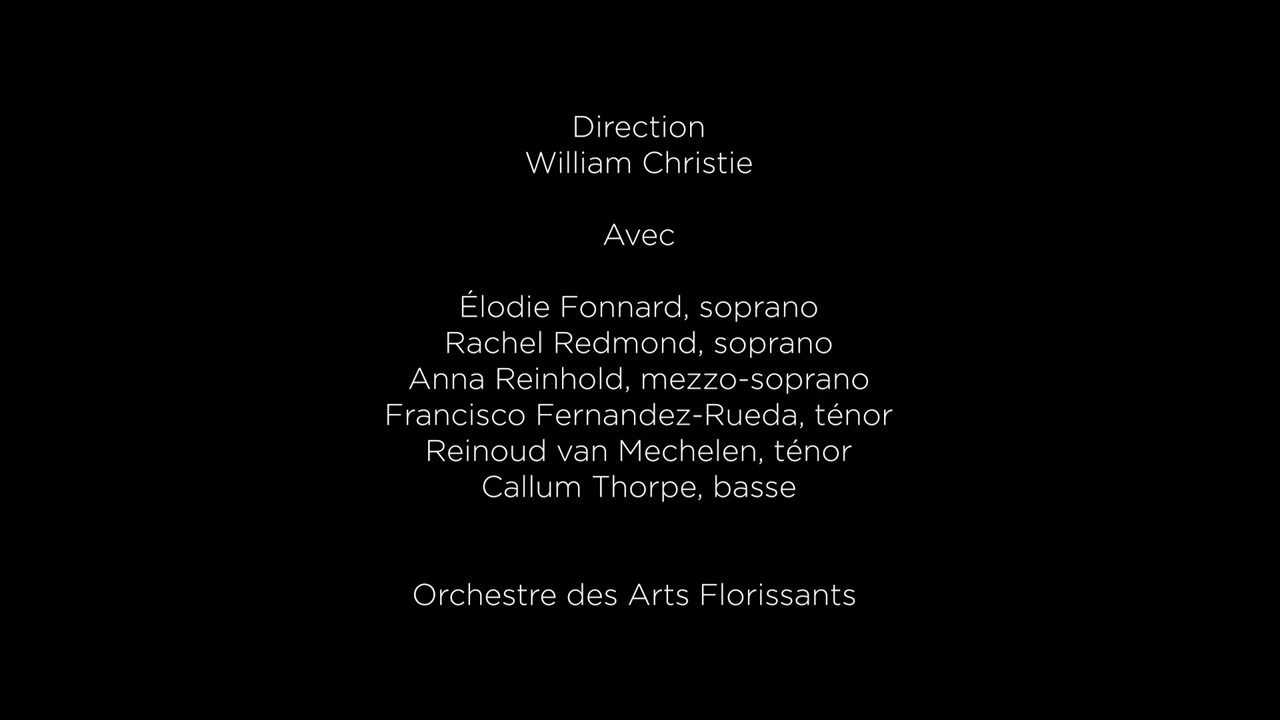 Direction
William Christie
Avec
Élodie Fonnard, soprano
Rachel Redmond, soprano
Anna Reinhold, mezzo-soprano
Francisco Fernandez-Rueda, ténor
Reinoud van Mechelen, ténor
Callum Thorpe, basse
Orchestre des Arts Florissants